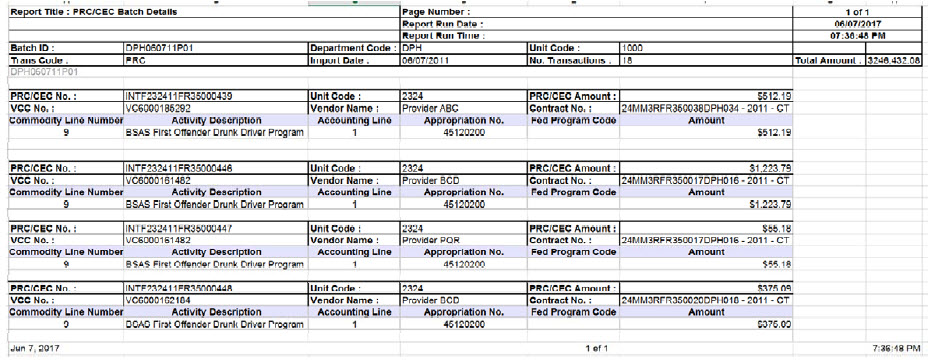 Report Title : PRC/CEC Batch Details Page Number : 1 of 1
Report Run Date : 06/07/2017
Report Run Time : 07:36:48 PM
Batch ID : DPH060711P01 Department Code : DPH Unit Code : 1000
Trans Code : PRC Import Date : 06/07/2011 No. Transactions : 18 Total Amount : $246,432.08
DPH060711P01
PRC/CEC No. : INTF232411FR35000439 Unit Code : 2324 PRC/CEC Amount : $512.19
VCC No. : VC6000185292 Vendor Name : Provider ABC Contract No. : 24MM3RFR350038DPH034 - 2011 - CT
Commodity Line Number Activity Description Accounting Line Appropriation No. Fed Program Code Amount
9 BSAS First Offender Drunk Driver Program 1 45120200 $512.19
PRC/CEC No. : INTF232411FR35000446 Unit Code : 2324 PRC/CEC Amount : $1,223.79
VCC No. : VC6000161482 Vendor Name : Provider BCD Contract No. : 24MM3RFR350017DPH016 - 2011 - CT
Commodity Line Number Activity Description Accounting Line Appropriation No. Fed Program Code Amount
9 BSAS First Offender Drunk Driver Program 1 45120200 $1,223.79
PRC/CEC No. : INTF232411FR35000447 Unit Code : 2324 PRC/CEC Amount : $55.18
VCC No. : VC6000161482 Vendor Name : Provider PQR Contract No. : 24MM3RFR350017DPH016 - 2011 - CT
Commodity Line Number Activity Description Accounting Line Appropriation No. Fed Program Code Amount
9 BSAS First Offender Drunk Driver Program 1 45120200 $55.18
PRC/CEC No. : INTF232411FR35000448 Unit Code : 2324 PRC/CEC Amount : $375.09
VCC No. : VC6000162184 Vendor Name : Provider BCD Contract No. : 24MM3RFR350020DPH018 - 2011 - CT
Commodity Line Number Activity Description Accounting Line Appropriation No. Fed Program Code Amount
9 BSAS First Offender Drunk Driver Program 1 45120200 $375.09
Jun 7, 2017 1 of 1 7:36:48 PM